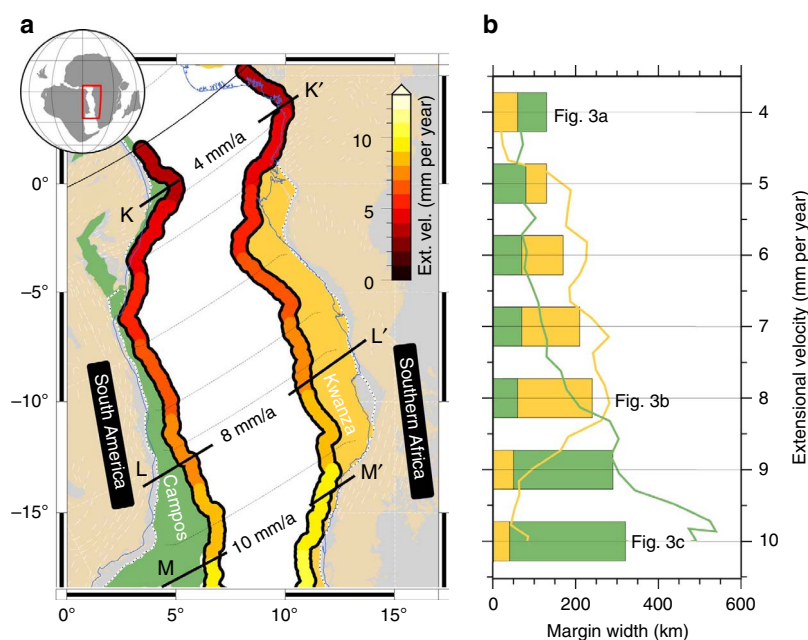 a
b
K′
4 mm/a
10
5
0
Ext. vel. (mm per year)
K
0°
−5°
−10°
−15°
L′
Kwanza
South America
Southern Africa
8 mm/a
L
Campos
M′
10 mm/a
M
0°
5°
10°
15°
Fig. 3a
Fig. 3b
Fig. 3c
4
5
6
7
8
9
10
Extensional velocity (mm per year)
0
200
400
600
Margin width (km)